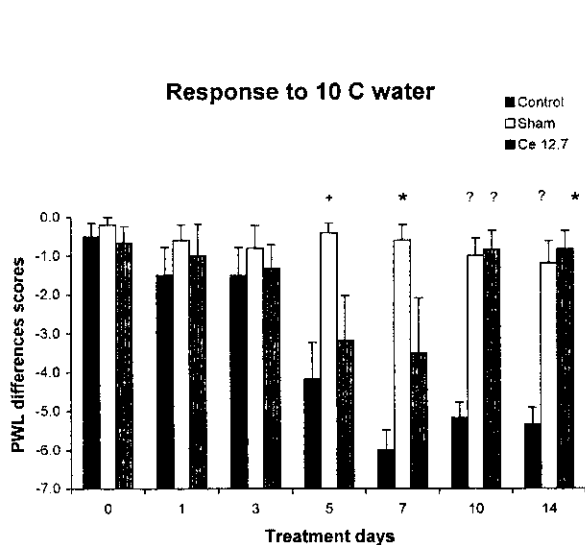 Response to 10 C water
Control
Sham
Ce 12.7
+ * ? ? ? *
0.0
-1.0
-2.0
-3.0
-4.0
-5.0
-6.0
-7.0
PWL differences scores
0 1 3 5 7 10 14
Treatment days